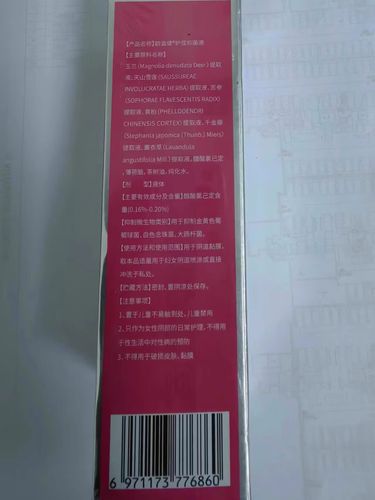 【产品名称】韵蓝使®护宫抑菌液
【主要原料名称】
玉兰 (Magnolia denudata Desr.) 提取
液、天山雪莲 (SAUSSUREAE
INVOLUCRATAE HERBA) 提取液、苦参
(SOPHORAE FLAVESCENTIS RADIX)
提取液、黄柏 (PHELLODENDRI
CHINENSIS CORTEX) 提取液、千金藤
(Stephania japonica (Thunb.) Miers)
提取液、薰衣草 (Lavandula
angustifolia Mill.) 提取液、醋酸氯己定
、薄荷脑、茶树油、纯化水。
【剂 型】液体
【主要有效成分及含量】醋酸氯己定含
量(0.16%-0.20%)
【抑制微生物类别】用于抑制金黄色葡
萄球菌、白色念珠菌、大肠杆菌。
【使用方法和使用范围】用于阴道黏膜,
取本品适量用于妇女阴道喷涂或直接
冲洗于私处。
【贮藏方法】密封、置阴凉处保存。
【注意事项】
1. 置于儿童不易触到处, 儿童禁用
2. 只作为女性阴部的日常护理, 不得用
于性生活中对性病的预防
3. 不得用于破损皮肤、黏膜
6 971173 776860